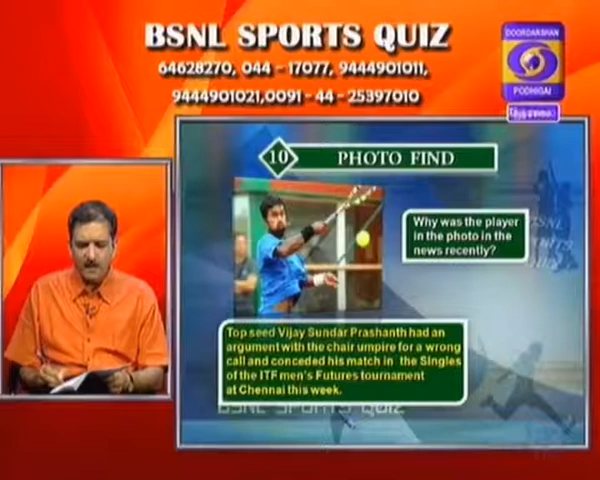 BSNL SPORTS QUIZ
64628270, 044 - 17077, 9444901011,
9444901021,0091 - 44 - 25397010
DOORDARSHAN
PODHIGAI
10
PHOTO FIND
Why was the player
in the photo in the
news recently?
Top seed Vijay Sundar Prashanth had an
argument with the chair umpire for a wrong
call and conceded his match in the Singles
of the ITF men's Futures tournament
at Chennai this week.
BSNL SPORTS QUIZ
BSNL
SPORTS